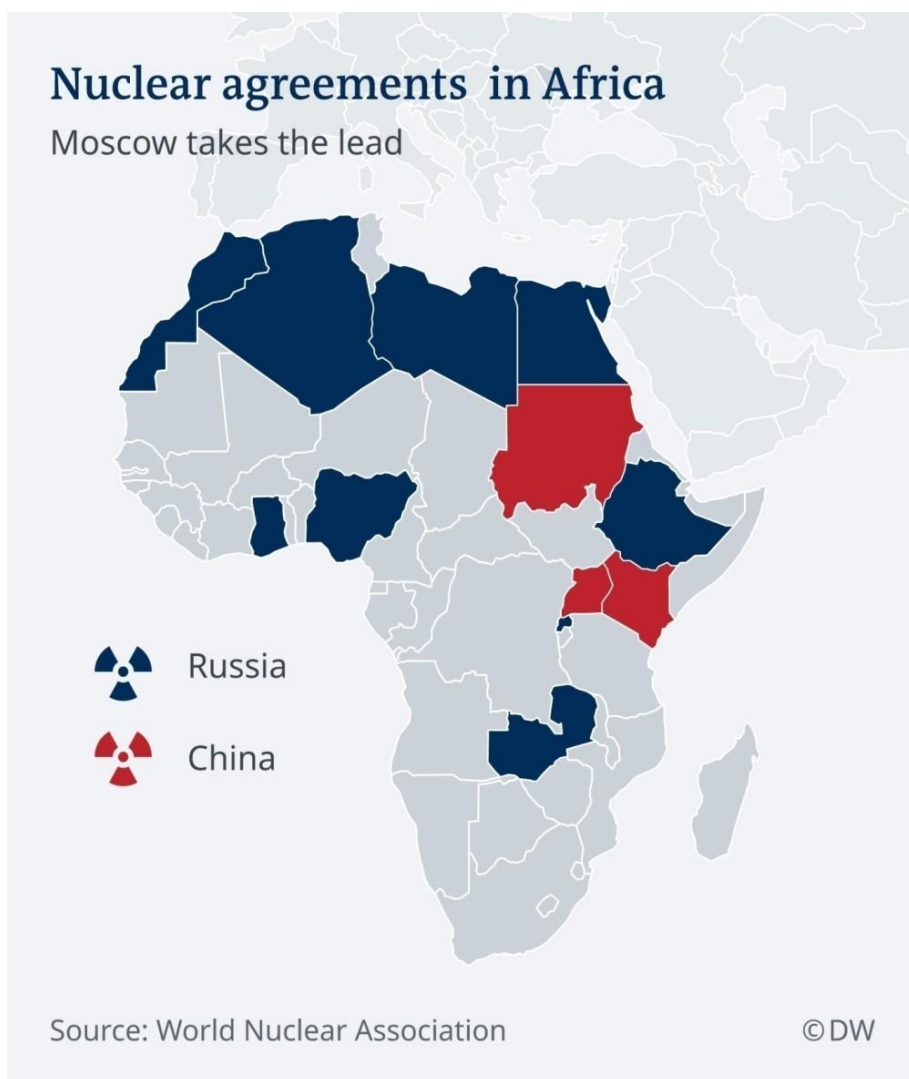 Nuclear agreements in Africa
Moscow takes the lead
Russia
China
Source: World Nuclear Association
©DW